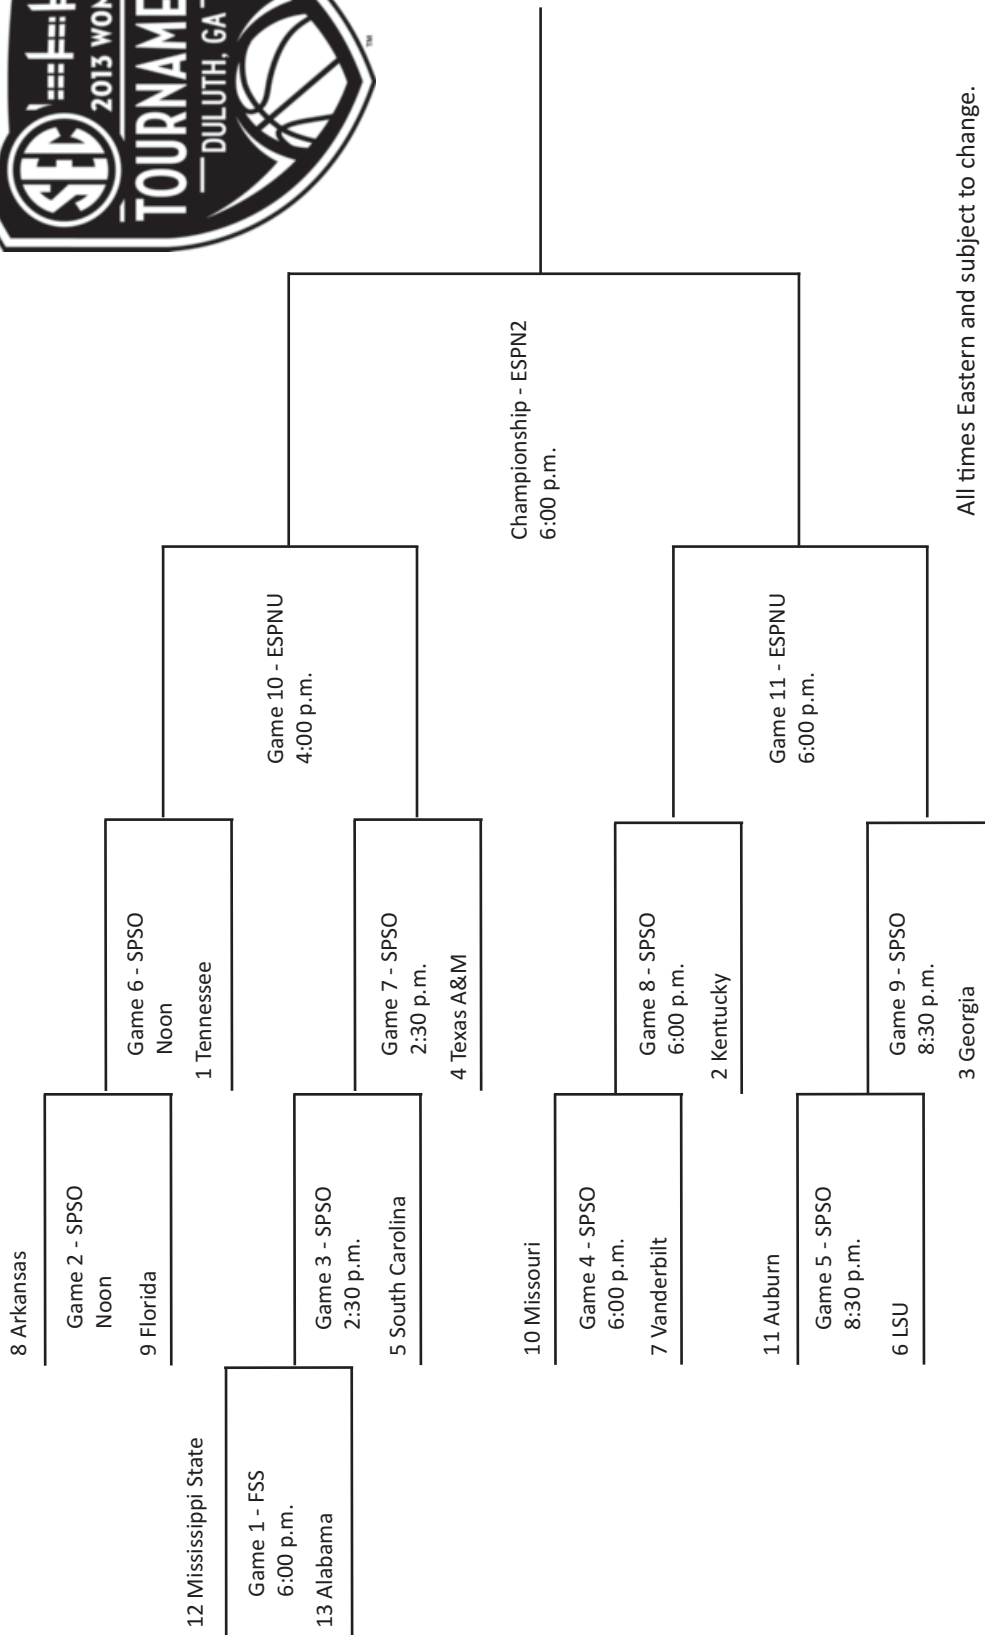 SEC
2013 WOM
TOURNAME
DULUTH, GA
TM
8 Arkansas
Game 2 - SPSO
Noon
9 Florida
12 Mississippi State
Game 1 - FSS
6:00 p.m.
13 Alabama
Game 3 - SPSO
2:30 p.m.
5 South Carolina
10 Missouri
Game 4 - SPSO
6:00 p.m.
7 Vanderbilt
11 Auburn
Game 5 - SPSO
8:30 p.m.
6 LSU
Game 6 - SPSO
Noon
1 Tennessee
Game 7 - SPSO
2:30 p.m.
4 Texas A&M
Game 8 - SPSO
6:00 p.m.
2 Kentucky
Game 9 - SPSO
8:30 p.m.
3 Georgia
Game 10 - ESPNU
4:00 p.m.
Game 11 - ESPNU
6:00 p.m.
Championship - ESPN2
6:00 p.m.
All times Eastern and subject to change.